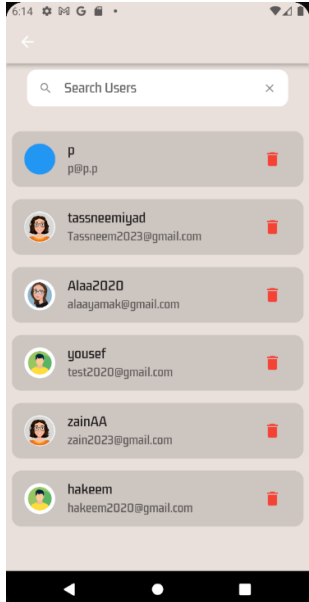 6:14
Search Users
p
p@p.p
tassneemiyad
Tassneem2023@gmail.com
Alaa2020
alaayamak@gmail.com
yousef
test2020@gmail.com
zainAA
zain2023@gmail.com
hakeem
hakeem2020@gmail.com